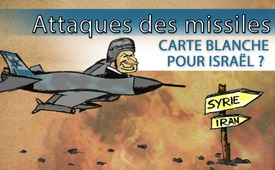 Attaques des missiles
CARTE BLANCHE
POUR ISRAËL ?
SYRIE
IRAN